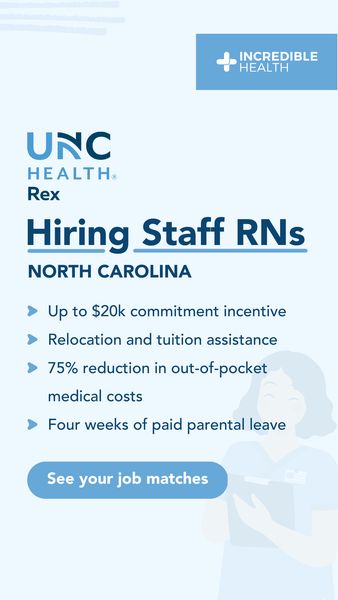 INCREDIBLE
HEALTH
UNC
HEALTH®
Rex
Hiring Staff RNs
NORTH CAROLINA
Up to $20k commitment incentive
Relocation and tuition assistance
75% reduction in out-of-pocket
medical costs
Four weeks of paid parental leave
See your job matches